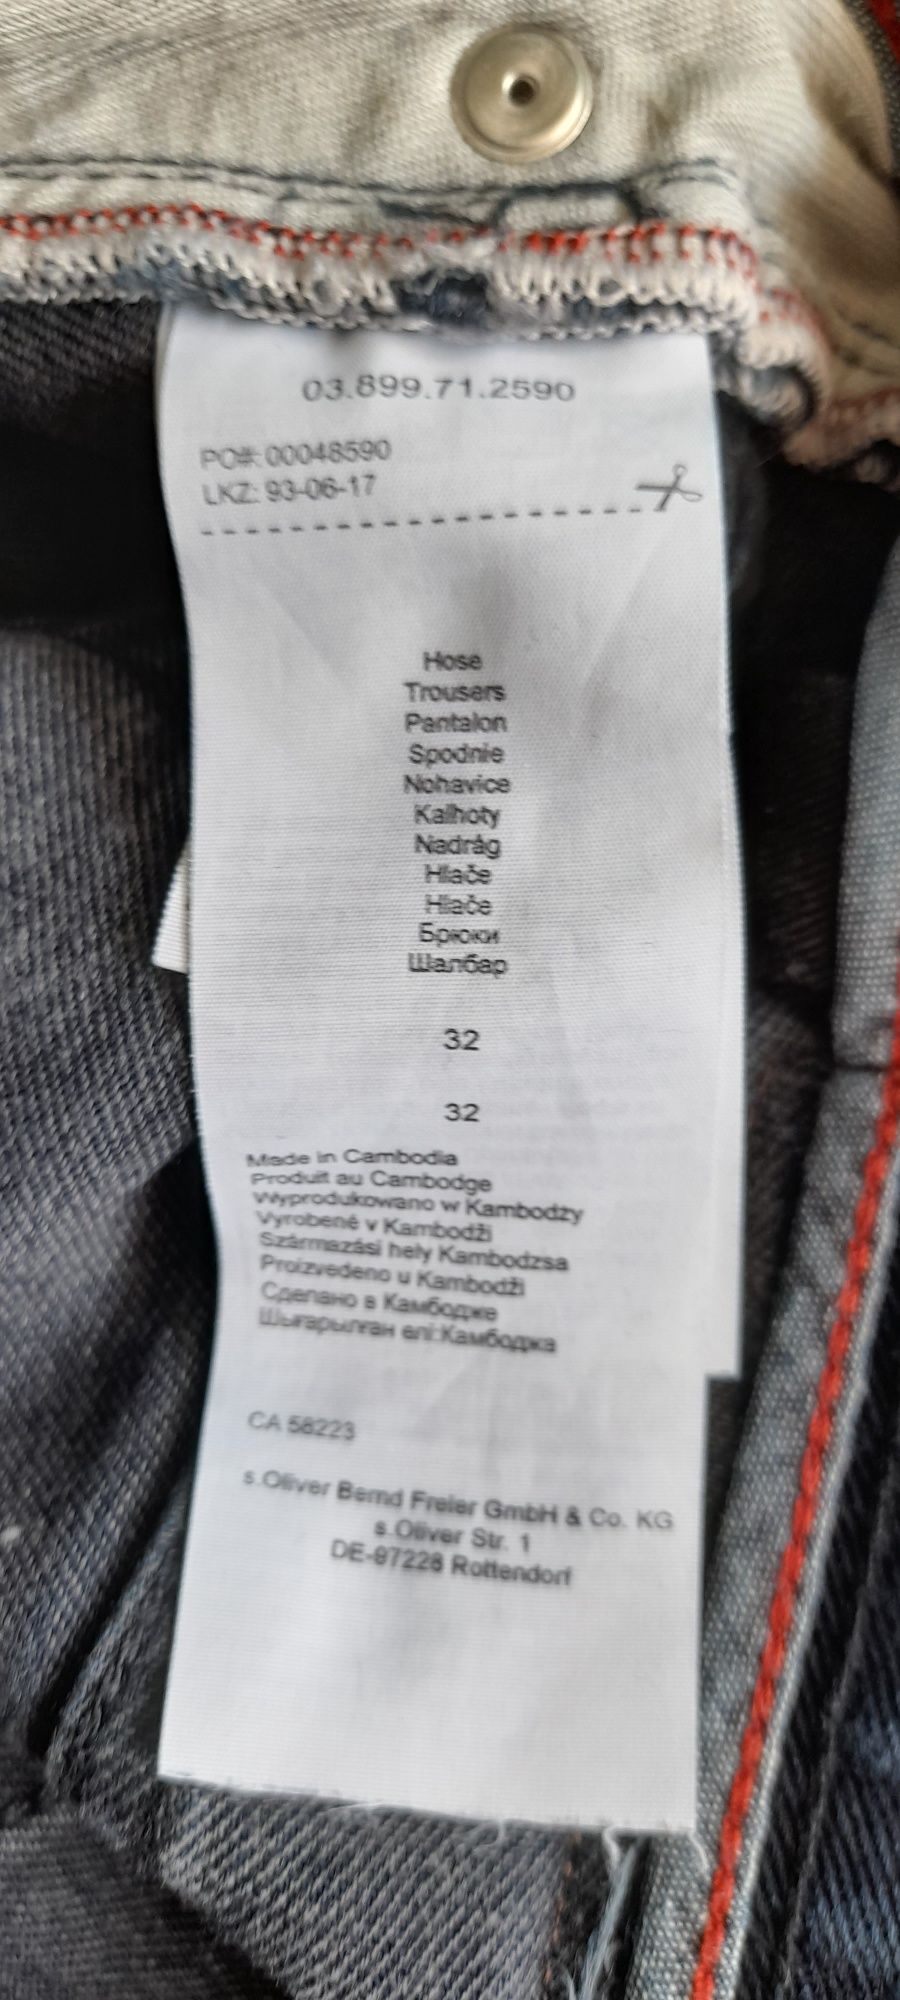 03.899.71.2590
PO#: 00048590
LKZ: 93-06-17
Hose
Trousers
Pantalon
Spodnie
Nohavice
Kalhoty
Nadrág
Hlače
Hlače
Брюки
Шалбар
32
32
Made in Cambodia
Produit au Cambodge
Wyprodukowano w Kambodży
Vyrobené v Kambodži
Származási hely Kambodzsa
Proizvedeno u Kambodži
Сделано в Камбодже
Шығарылған елі:Камбоджа
CA 58223
s.Oliver Bernd Freier GmbH & Co. KG
s.Oliver Str. 1
DE-97228 Rottendorf